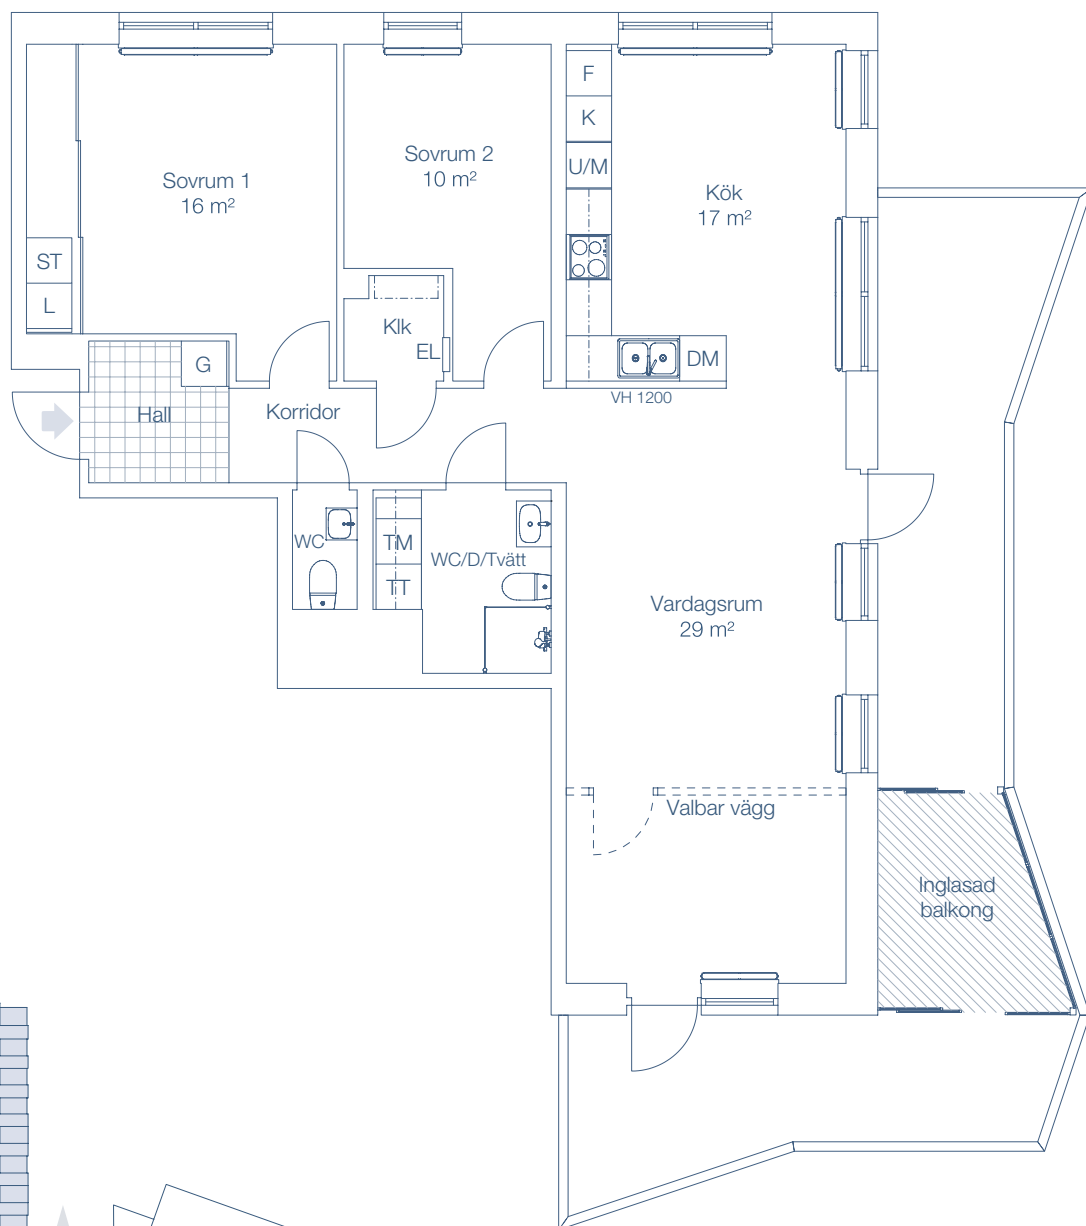 F
K
U/M
Sovrum 1
16 m²
Sovrum 2
10 m²
Kök
17 m²
ST
L
Klk
EL
G
DM
VH 1200
Hall
Korridor
WC
TM
WC/D/Tvätt
TT
Vardagsrum
29 m²
Valbar vägg
Inglasad
balkong